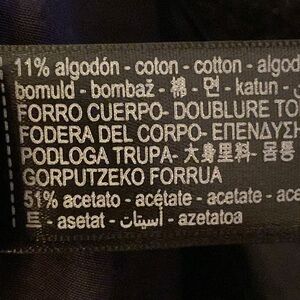 11% algodón - coton - cotton - algod
bomuld - bombaž - 棉 - 면 - katun -
FORRO CUERPO- DOUBLURE TO
FODERA DEL CORPO- ΕΠΕΝΔΥΣ
PODLOGA TRUPA- 大身里料- 몸통
GORPUTZEKO FORRUA
51% acetato - acétate - acetate - ace
트 - asetat - أسيتات - azetatoa